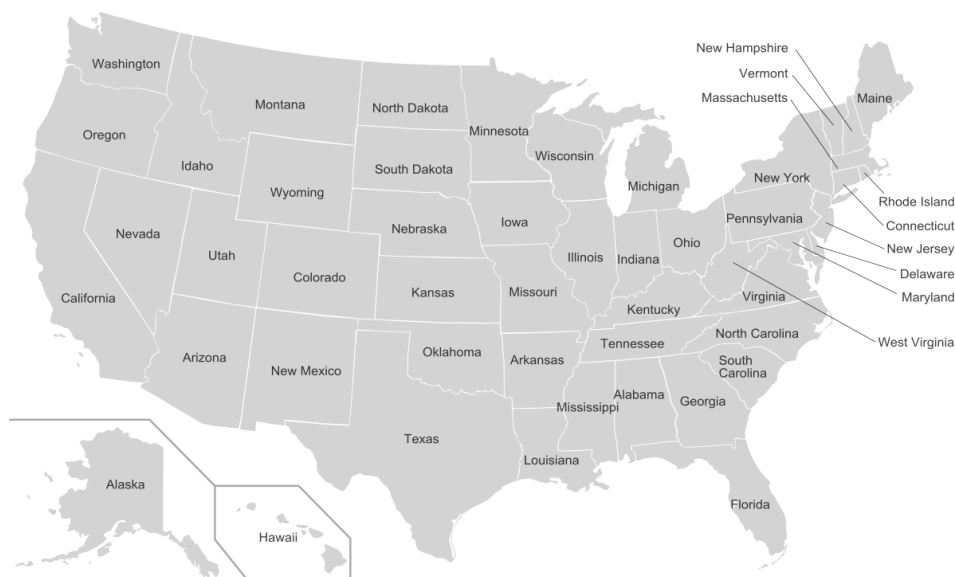 New Hampshire
Washington
Vermont
Massachusetts
Maine
Montana
North Dakota
Minnesota
Oregon
Wisconsin
Idaho
South Dakota
New York
Michigan
Wyoming
Rhode Island
Iowa
Pennsylvania
Connecticut
Nebraska
Nevada
Ohio
New Jersey
Utah
Illinois
Indiana
Colorado
Delaware
Kansas
Missouri
California
Virginia
Maryland
Kentucky
North Carolina
West Virginia
Tennessee
Oklahoma
Arizona
Arkansas
South
Carolina
New Mexico
Alabama
Georgia
Mississippi
Texas
Louisiana
Alaska
Florida
Hawaii